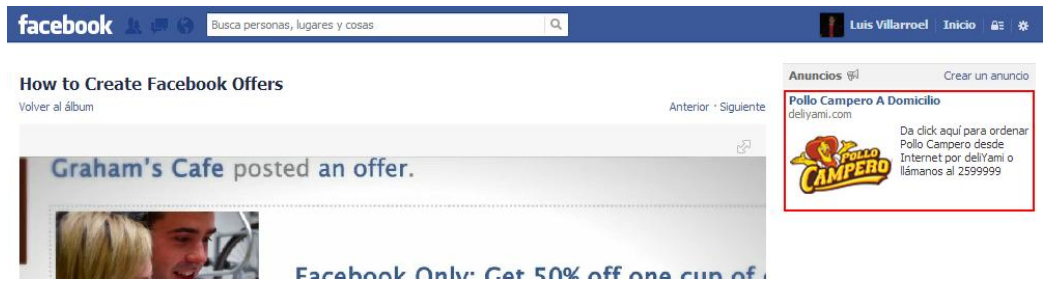 facebook
Busca personas, lugares y cosas
Luis Villarroel
Inicio
How to Create Facebook Offers
Volver al álbum
Anterior · Siguiente
Graham's Cafe posted an offer.
Facebook Only: Get 50% off one cup of
Anuncios
Crear un anuncio
Pollo Campero A Domicilio
deliyami.com
POLLO
CAMPERO
Da click aquí para ordenar
Pollo Campero desde
Internet por deliYami o
llámanos al 2599999